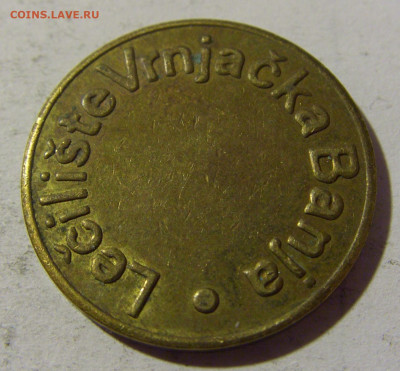 COINS.LAVE.RU
Lečilište Vrnjačka Banja •